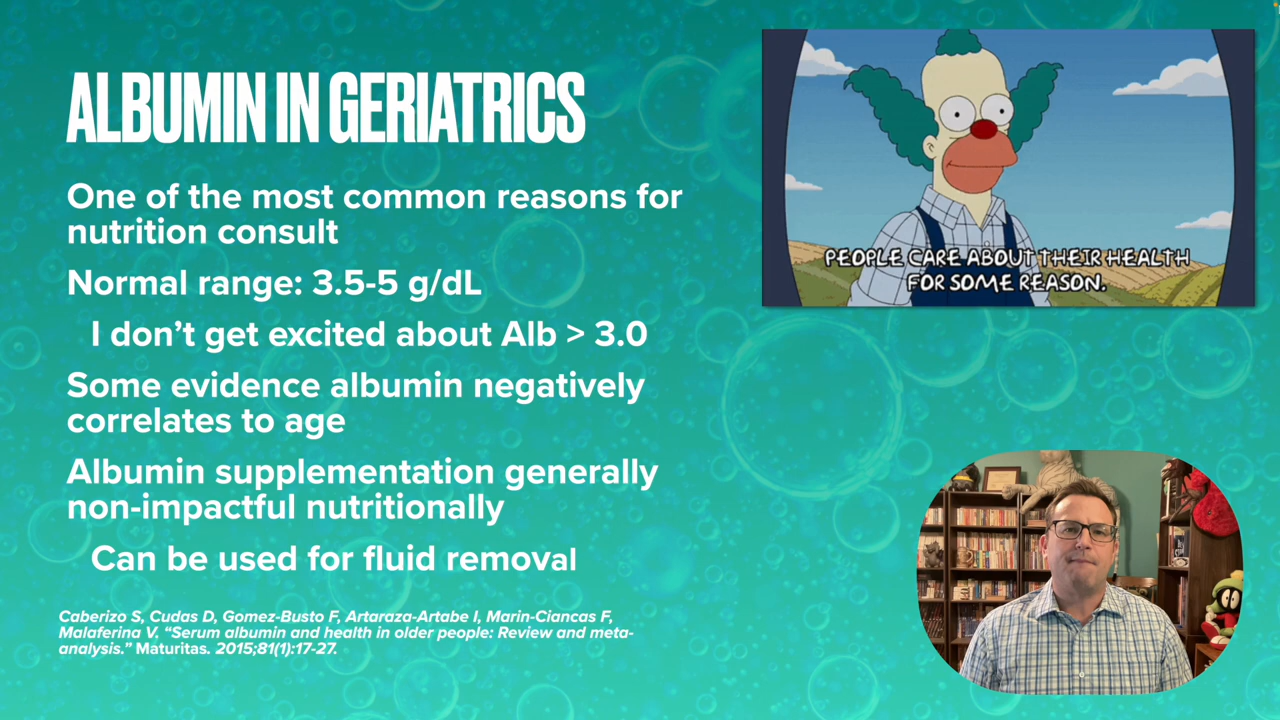 ALBUMIN IN GERIATRICS
One of the most common reasons for
nutrition consult
Normal range: 3.5-5 g/dL
I don’t get excited about Alb > 3.0
Some evidence albumin negatively
correlates to age
Albumin supplementation generally
non-impactful nutritionally
Can be used for fluid removal
Caberizo S, Cudas D, Gomez-Busto F, Artaraza-Artabe I, Marin-Ciancas F,
Malaferina V. “Serum albumin and health in older people: Review and meta-
analysis.” Maturitas. 2015;81(1):17-27.
PEOPLE CARE ABOUT THEIR HEALTH
FOR SOME REASON.